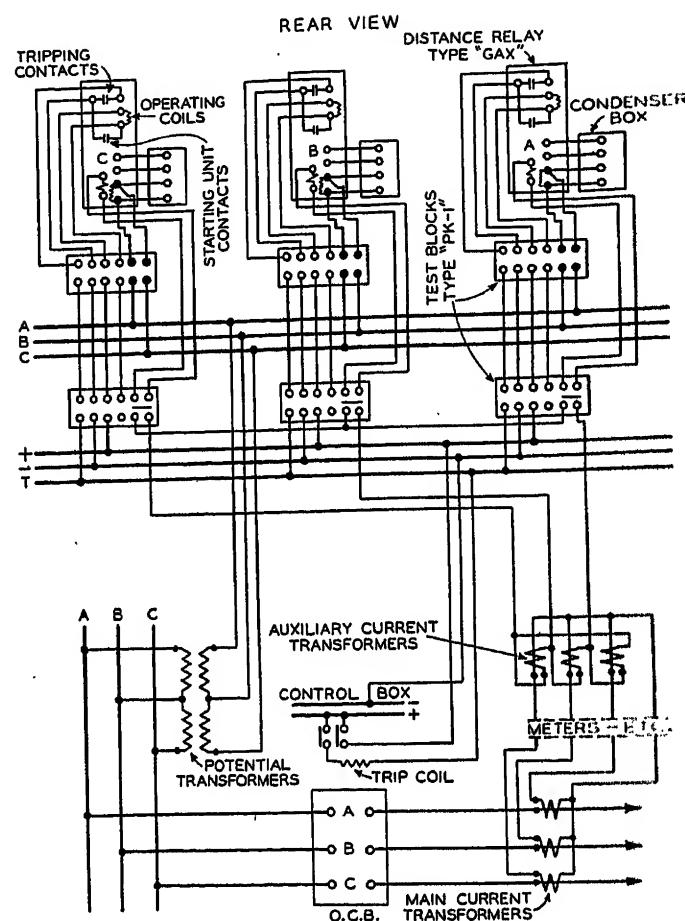 REAR VIEW
TRIPPING
CONTACTS
OPERATING
COILS
STARTING UNIT
CONTACTS
DISTANCE RELAY
TYPE "GAX"
CONDENSER
BOX
C
B
A
TEST BLOCKS
TYPE "PK-1"
A
B
C
+
-
T
A B C
AUXILIARY CURRENT
TRANSFORMERS
CONTROL BOX -
+
METERS -
POTENTIAL
TRANSFORMERS
TRIP COIL
A
B
C
O.C.B.
MAIN CURRENT
TRANSFORMERS